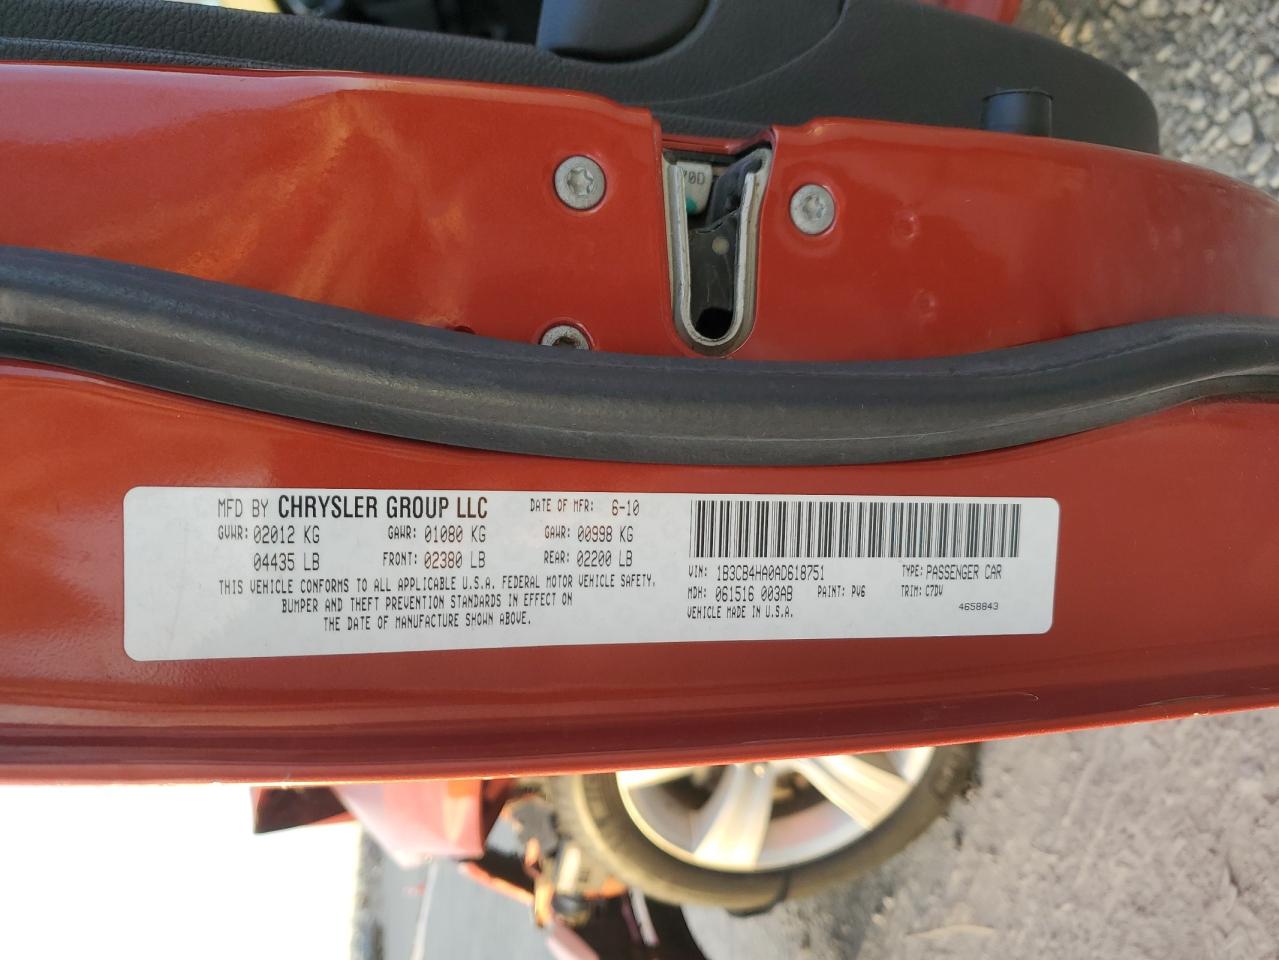 70D
MFD BY CHRYSLER GROUP LLC DATE OF MFR: 6-10
GVWR: 02012 KG GAWR: 01080 KG GAWR: 00998 KG
04435 LB FRONT: 02380 LB REAR: 02200 LB
THIS VEHICLE CONFORMS TO ALL APPLICABLE U.S.A. FEDERAL MOTOR VEHICLE SAFETY.
BUMPER AND THEFT PREVENTION STANDARDS IN EFFECT ON
THE DATE OF MANUFACTURE SHOWN ABOVE.
VIN: 1B3CB4HA0AD618751 TYPE: PASSENGER CAR
MDH: 061516 003AB PAINT: PV6 TRIM: C7DV
VEHICLE MADE IN U.S.A. 4658843